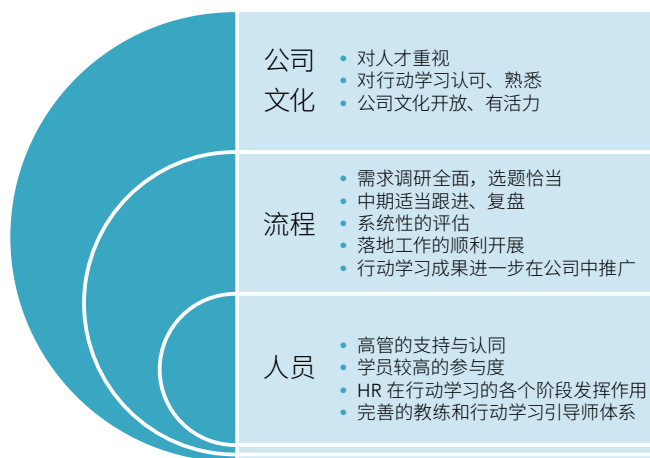 公司
文化
• 对人才重视
• 对行动学习认可、熟悉
• 公司文化开放、有活力
流程
• 需求调研全面，选题恰当
• 中期适当跟进、复盘
• 系统性的评估
• 落地工作的顺利开展
• 行动学习成果进一步在公司中推广
人员
• 高管的支持与认同
• 学员较高的参与度
• HR 在行动学习的各个阶段发挥作用
• 完善的教练和行动学习引导师体系